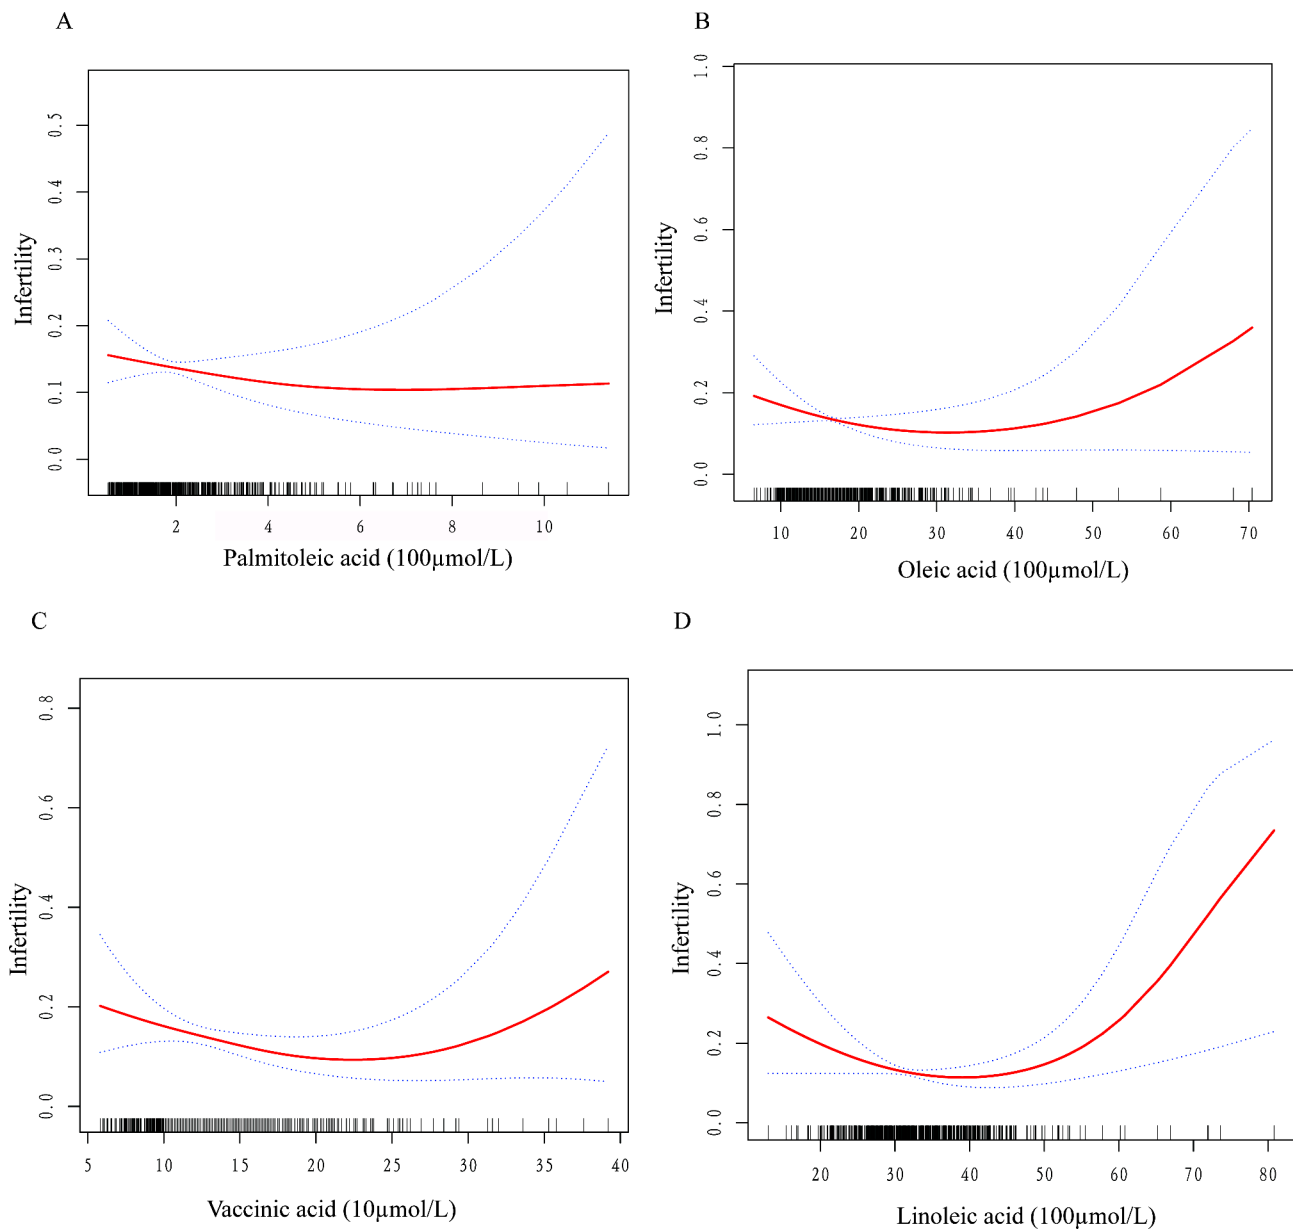 A
Infertility
0.5
0.4
0.3
0.2
0.1
0.0
2 4 6 8 10
Palmitoleic acid (100µmol/L)
B
Infertility
1.0
0.8
0.6
0.4
0.2
0.0
10 20 30 40 50 60 70
Oleic acid (100µmol/L)
C
Infertility
0.8
0.6
0.4
0.2
0.0
5 10 15 20 25 30 35 40
Vaccinic acid (10µmol/L)
D
Infertility
1.0
0.8
0.6
0.4
0.2
0.0
20 30 40 50 60 70 80
Linoleic acid (100µmol/L)